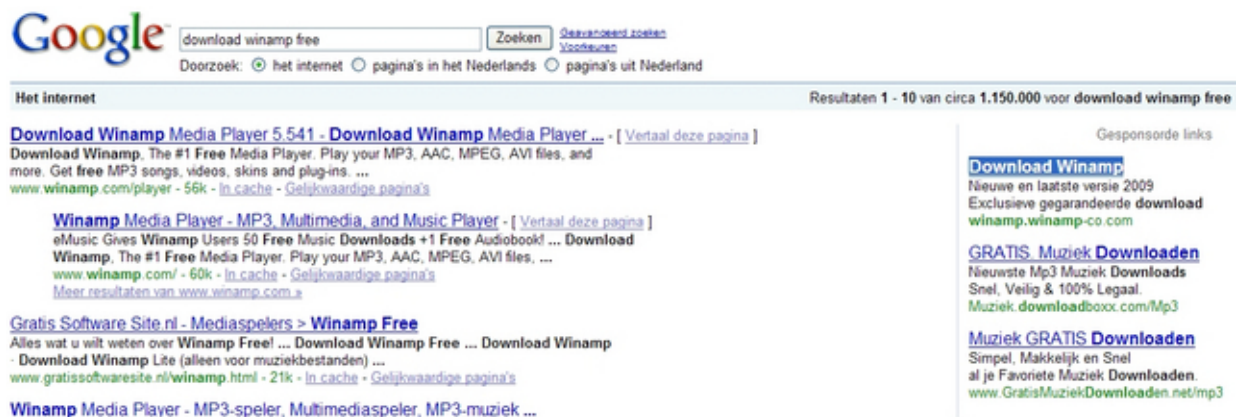 Google
download winamp free
Zoeken
Geavanceerd zoeken
Voorkeuren
Doorzoek: het internet pagina's in het Nederlands pagina's uit Nederland
Het internet
Resultaten 1 - 10 van circa 1.150.000 voor download winamp free
Download Winamp Media Player 5.541 - Download Winamp Media Player ... - [ Vertaal deze pagina ]
Download Winamp, The #1 Free Media Player. Play your MP3, AAC, MPEG, AVI files, and
more. Get free MP3 songs, videos, skins and plug-ins. ...
www.winamp.com/player - 56k - In cache - Gelijkwaardige pagina's
Winamp Media Player - MP3, Multimedia, and Music Player - [ Vertaal deze pagina ]
eMusic Gives Winamp Users 50 Free Music Downloads +1 Free Audiobook! ... Download
Winamp, The #1 Free Media Player. Play your MP3, AAC, MPEG, AVI files, ...
www.winamp.com/ - 60k - In cache - Gelijkwaardige pagina's
Meer resultaten van www.winamp.com »
Gratis Software Site.nl - Mediaspelers > Winamp Free
Alles wat u wilt weten over Winamp Free! ... Download Winamp Free ... Download Winamp
· Download Winamp Lite (alleen voor muziekbestanden) ...
www.gratissoftwaresite.nl/winamp.html - 21k - In cache - Gelijkwaardige pagina's
Winamp Media Player - MP3-speler, Multimediaspeler, MP3-muziek ...
Gesponsorde links
Download Winamp
Nieuwe en laatste versie 2009
Exclusieve gegarandeerde download
winamp.winamp-co.com
GRATIS. Muziek Downloaden
Nieuwste Mp3 Muziek Downloads
Snel, Veilig & 100% Legaal.
Muziek.downloadboxx.com/Mp3
Muziek GRATIS Downloaden
Simpel, Makkelijk en Snel
al je Favoriete Muziek Downloaden.
www.GratisMuziekDownloaden.net/mp3